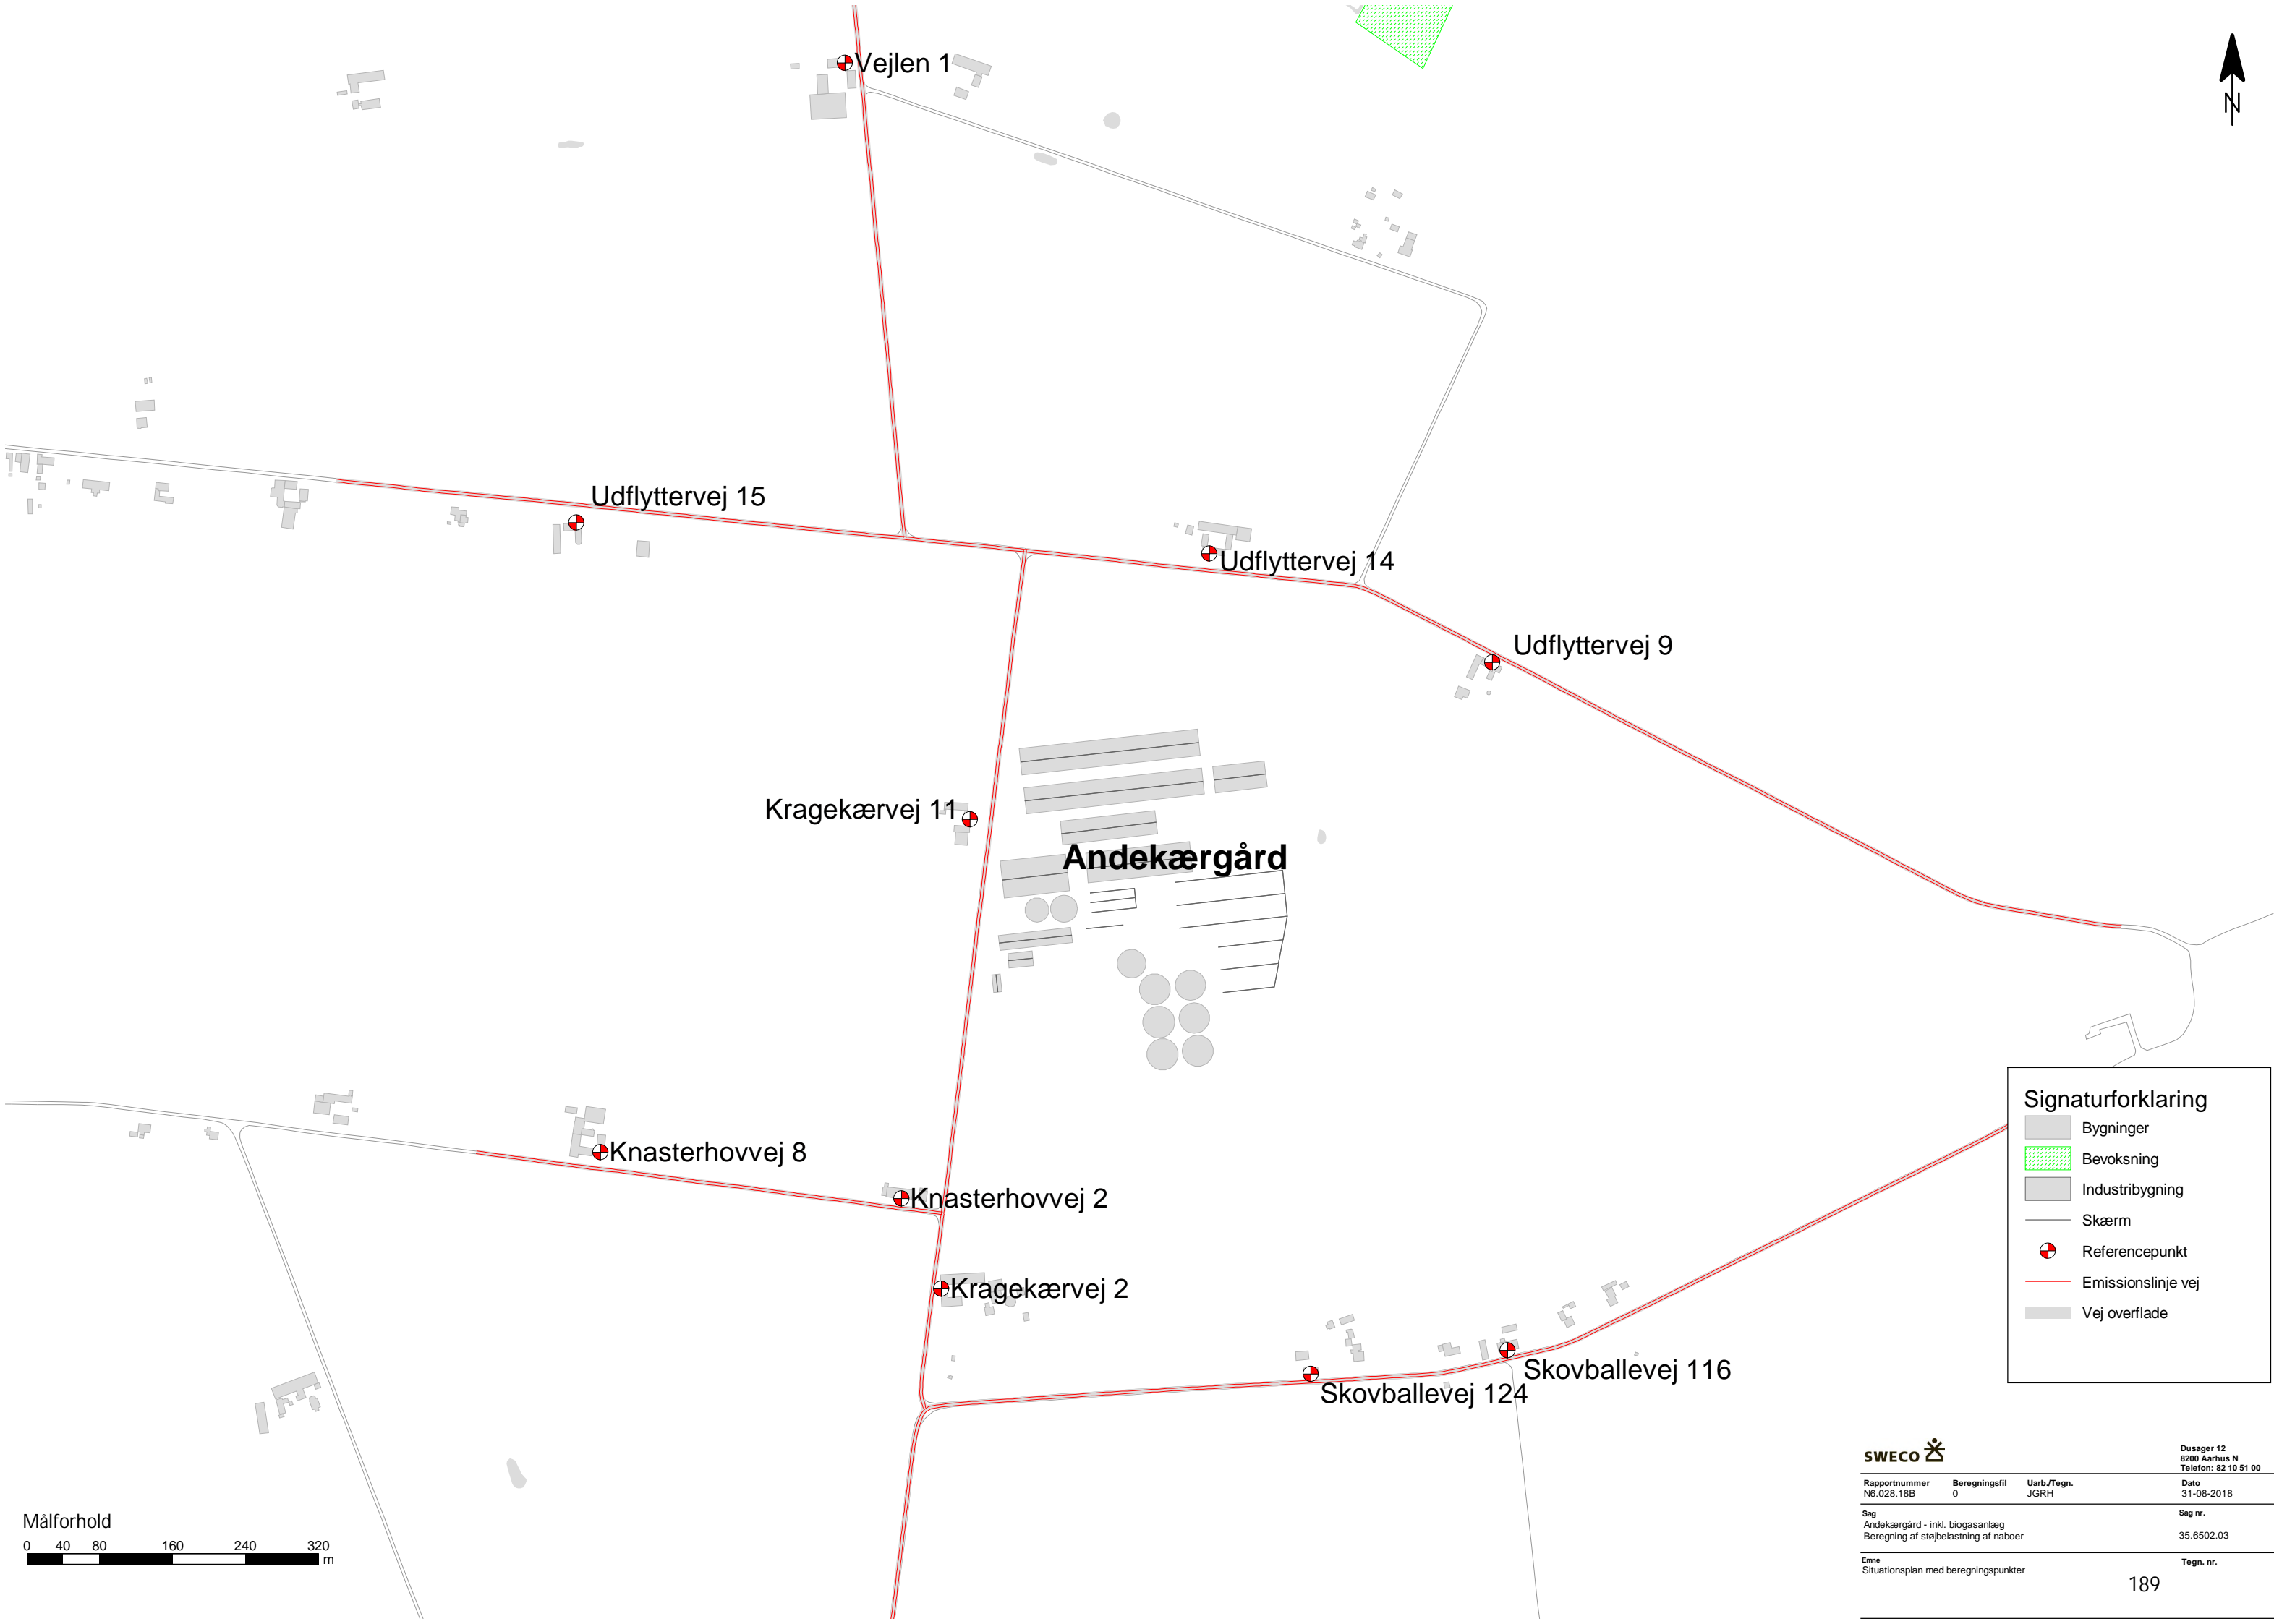 Vejlen 1
N
Udflyttervej 15
Udflyttervej 14
Udflyttervej 9
Kragekærvej 11
Andekærgård
Knasterhovvej 8
Knasterhovvej 2
Kragekærvej 2
Skovballevej 124
Skovballevej 116
Signaturforklaring
Bygninger
Bevoksning
Industribygning
Skærm
Referencepunkt
Emissionslinje vej
Vej overflade
Målforhold
0 40 80 160 240 320
m
SWECO
Dusager 12
8200 Aarhus N
Telefon: 82 10 51 00
Rapportnummer Beregningsfil Uarb./Tegn. Dato
N6.028.18B 0 JGRH 31-08-2018
Sag Sag nr.
Andekærgård - inkl. biogasanlæg
Beregning af støjbelastning af naboer 35.6502.03
Emne Tegn. nr.
Situationsplan med beregningspunkter
189